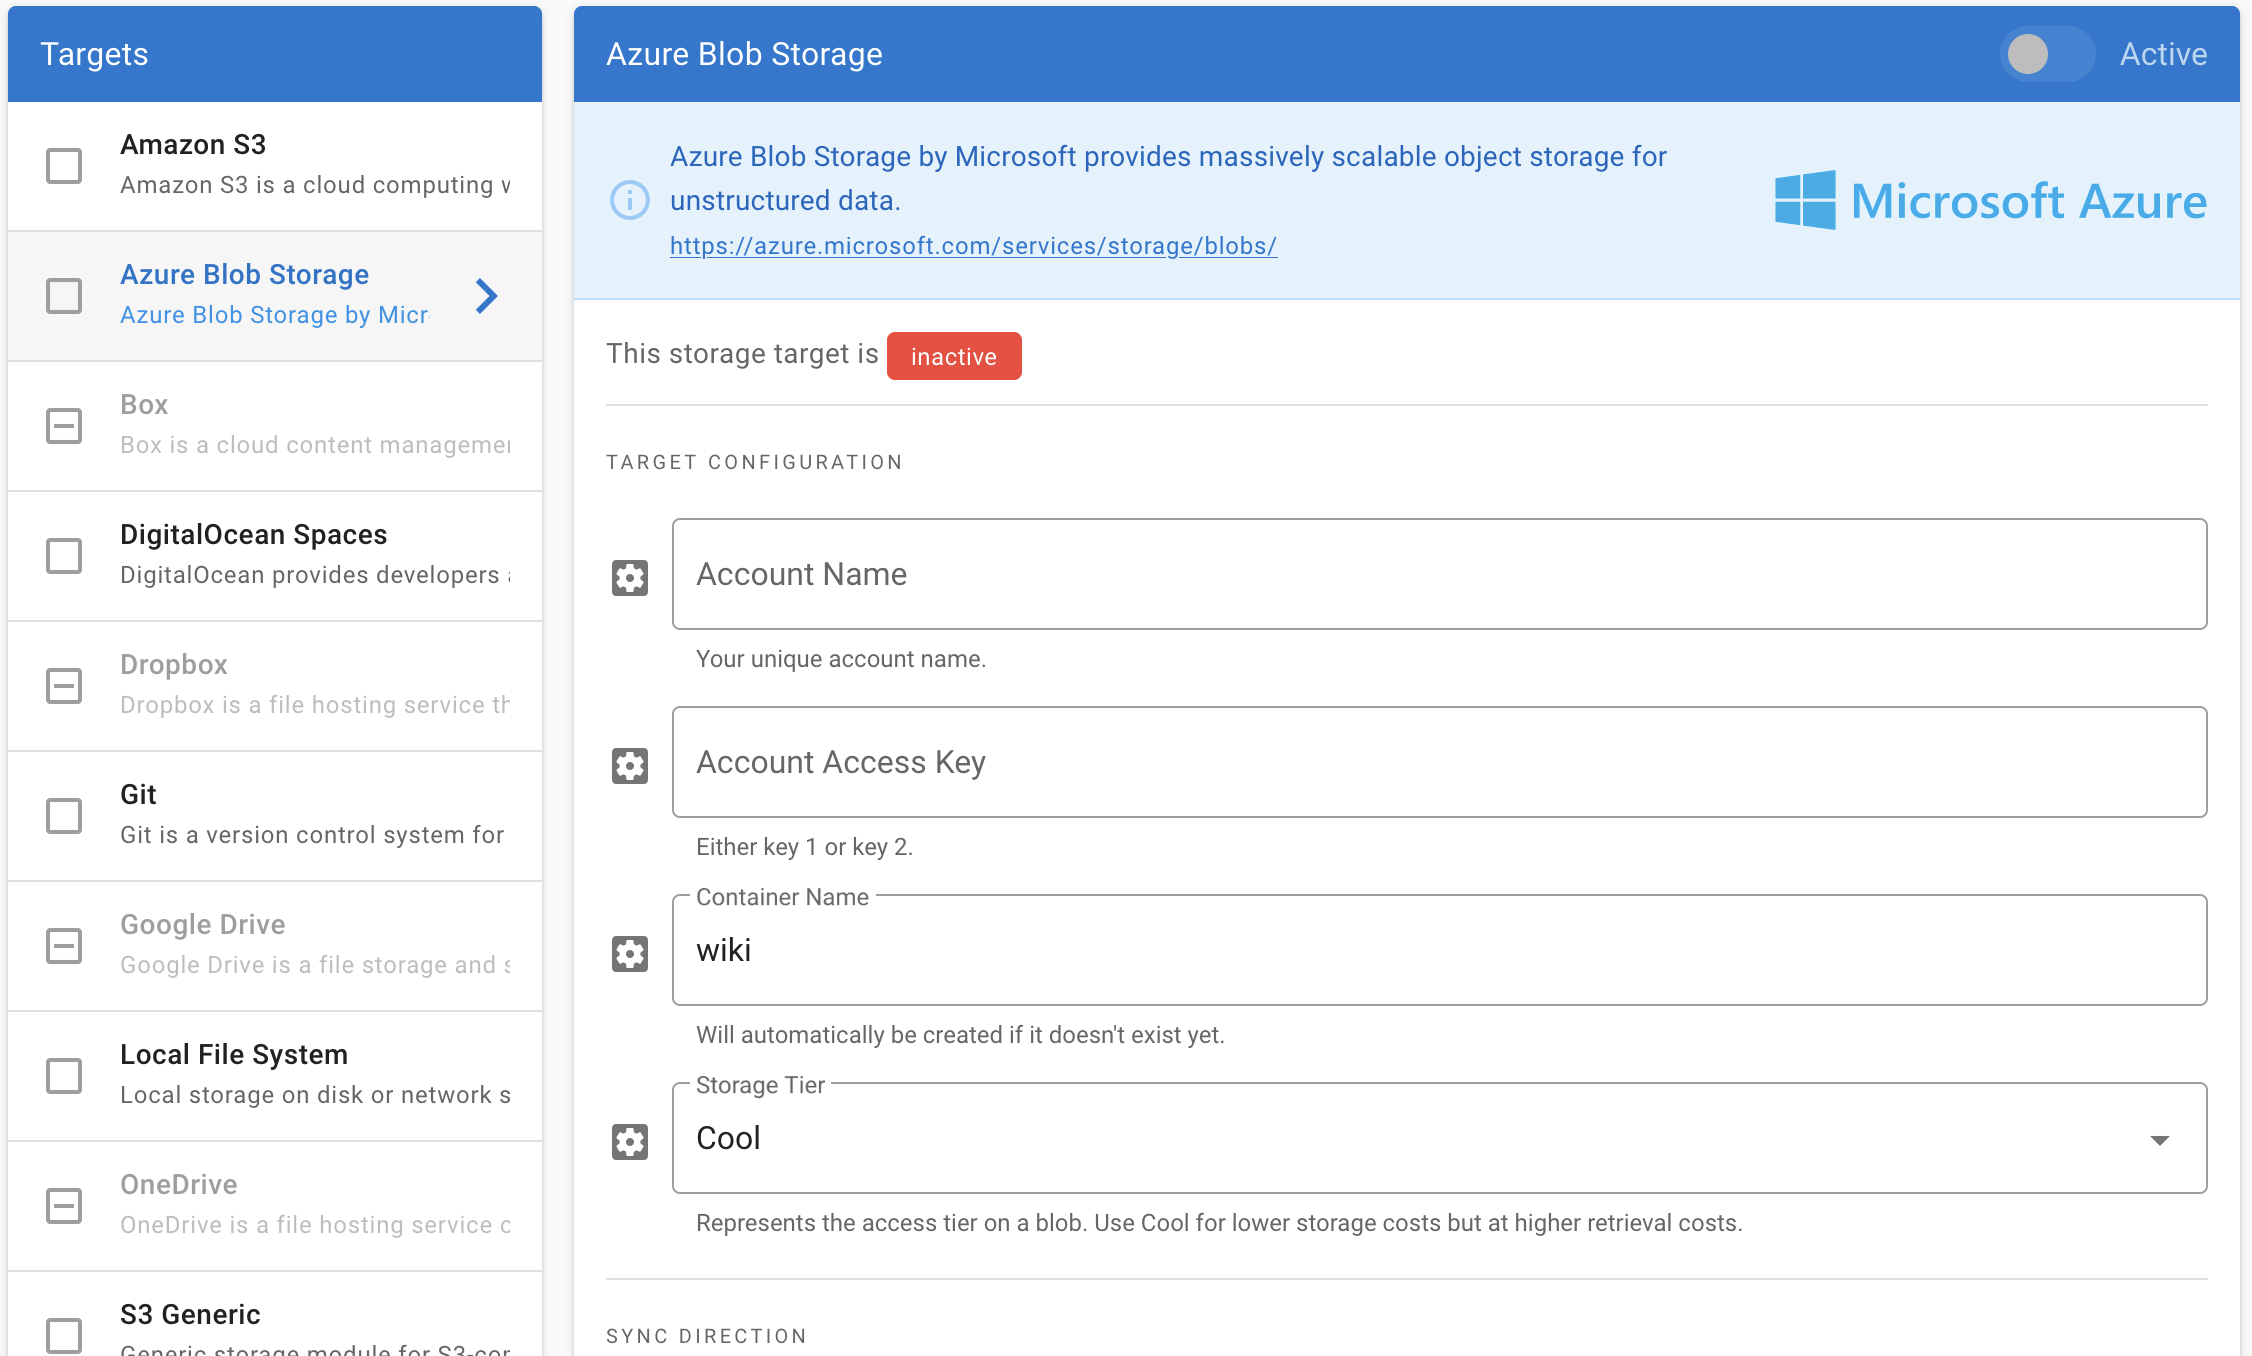 Targets
Amazon S3
Amazon S3 is a cloud computing
Azure Blob Storage
Azure Blob Storage by Micr
Box
Box is a cloud content
DigitalOcean Spaces
DigitalOcean provides developers
Dropbox
Dropbox is a file hosting service th
Git
Git is a version control system for
Google Drive
Google Drive is a file storage and s
Local File System
Local storage on disk or network s
OneDrive
OneDrive is a file hosting service
S3 Generic
Generic storage module for
Azure Blob Storage
Active
Azure Blob Storage by Microsoft provides massively scalable object storage for
unstructured data.
https://azure.microsoft.com/services/storage/blobs/
Microsoft Azure
This storage target is inactive
TARGET CONFIGURATION
Account Name
Your unique account name.
Account Access Key
Either key 1 or key 2.
Container Name
wiki
Will automatically be created if it doesn't exist yet.
Storage Tier
Cool
Represents the access tier on a blob. Use Cool for lower storage costs but at higher retrieval costs.
SYNC DIRECTION